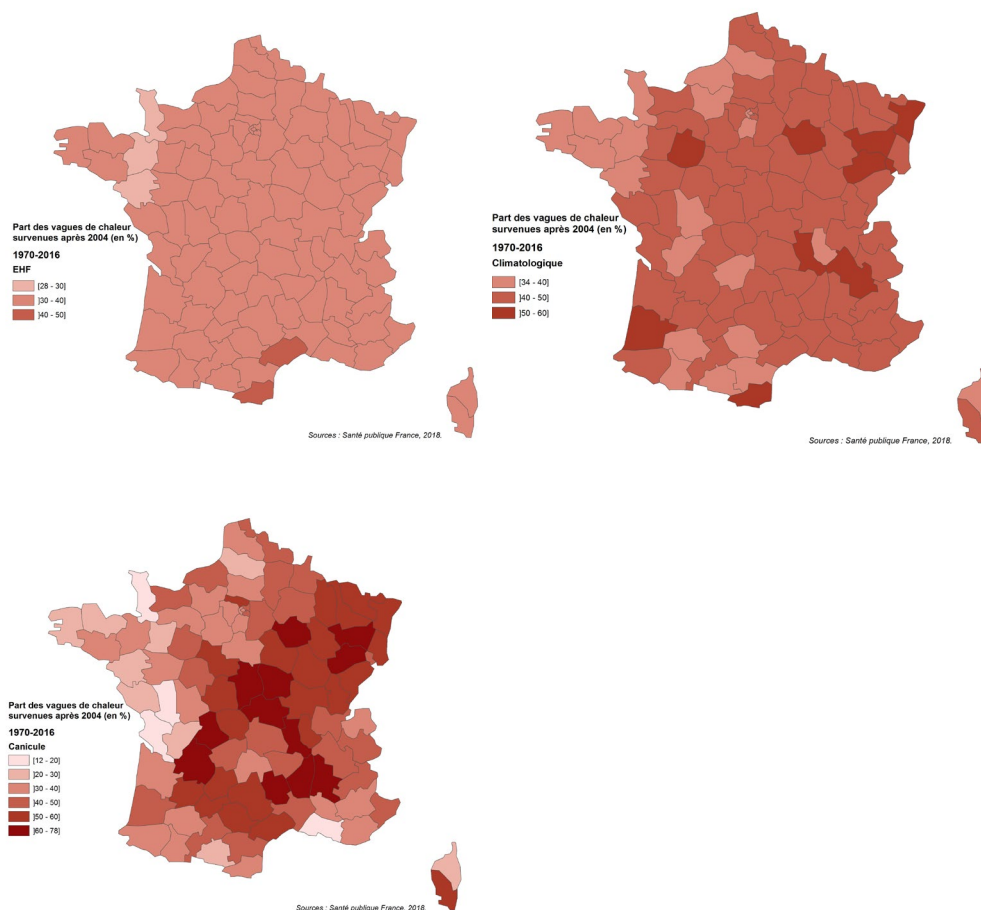 Part des vagues de chaleur
survenues après 2004 (en %)
1970-2016
EHF
[28 - 30]
]30 - 40]
]40 - 50]
Sources : Santé publique France, 2018.
Part des vagues de chaleur
survenues après 2004 (en %)
1970-2016
Climatologique
[34 - 40]
]40 - 50]
]50 - 60]
Sources : Santé publique France, 2018.
Part des vagues de chaleur
survenues après 2004 (en %)
1970-2016
Canicule
[12 - 20]
]20 - 30]
]30 - 40]
]40 - 50]
]50 - 60]
]60 - 78]
Sources : Santé publique France, 2018.